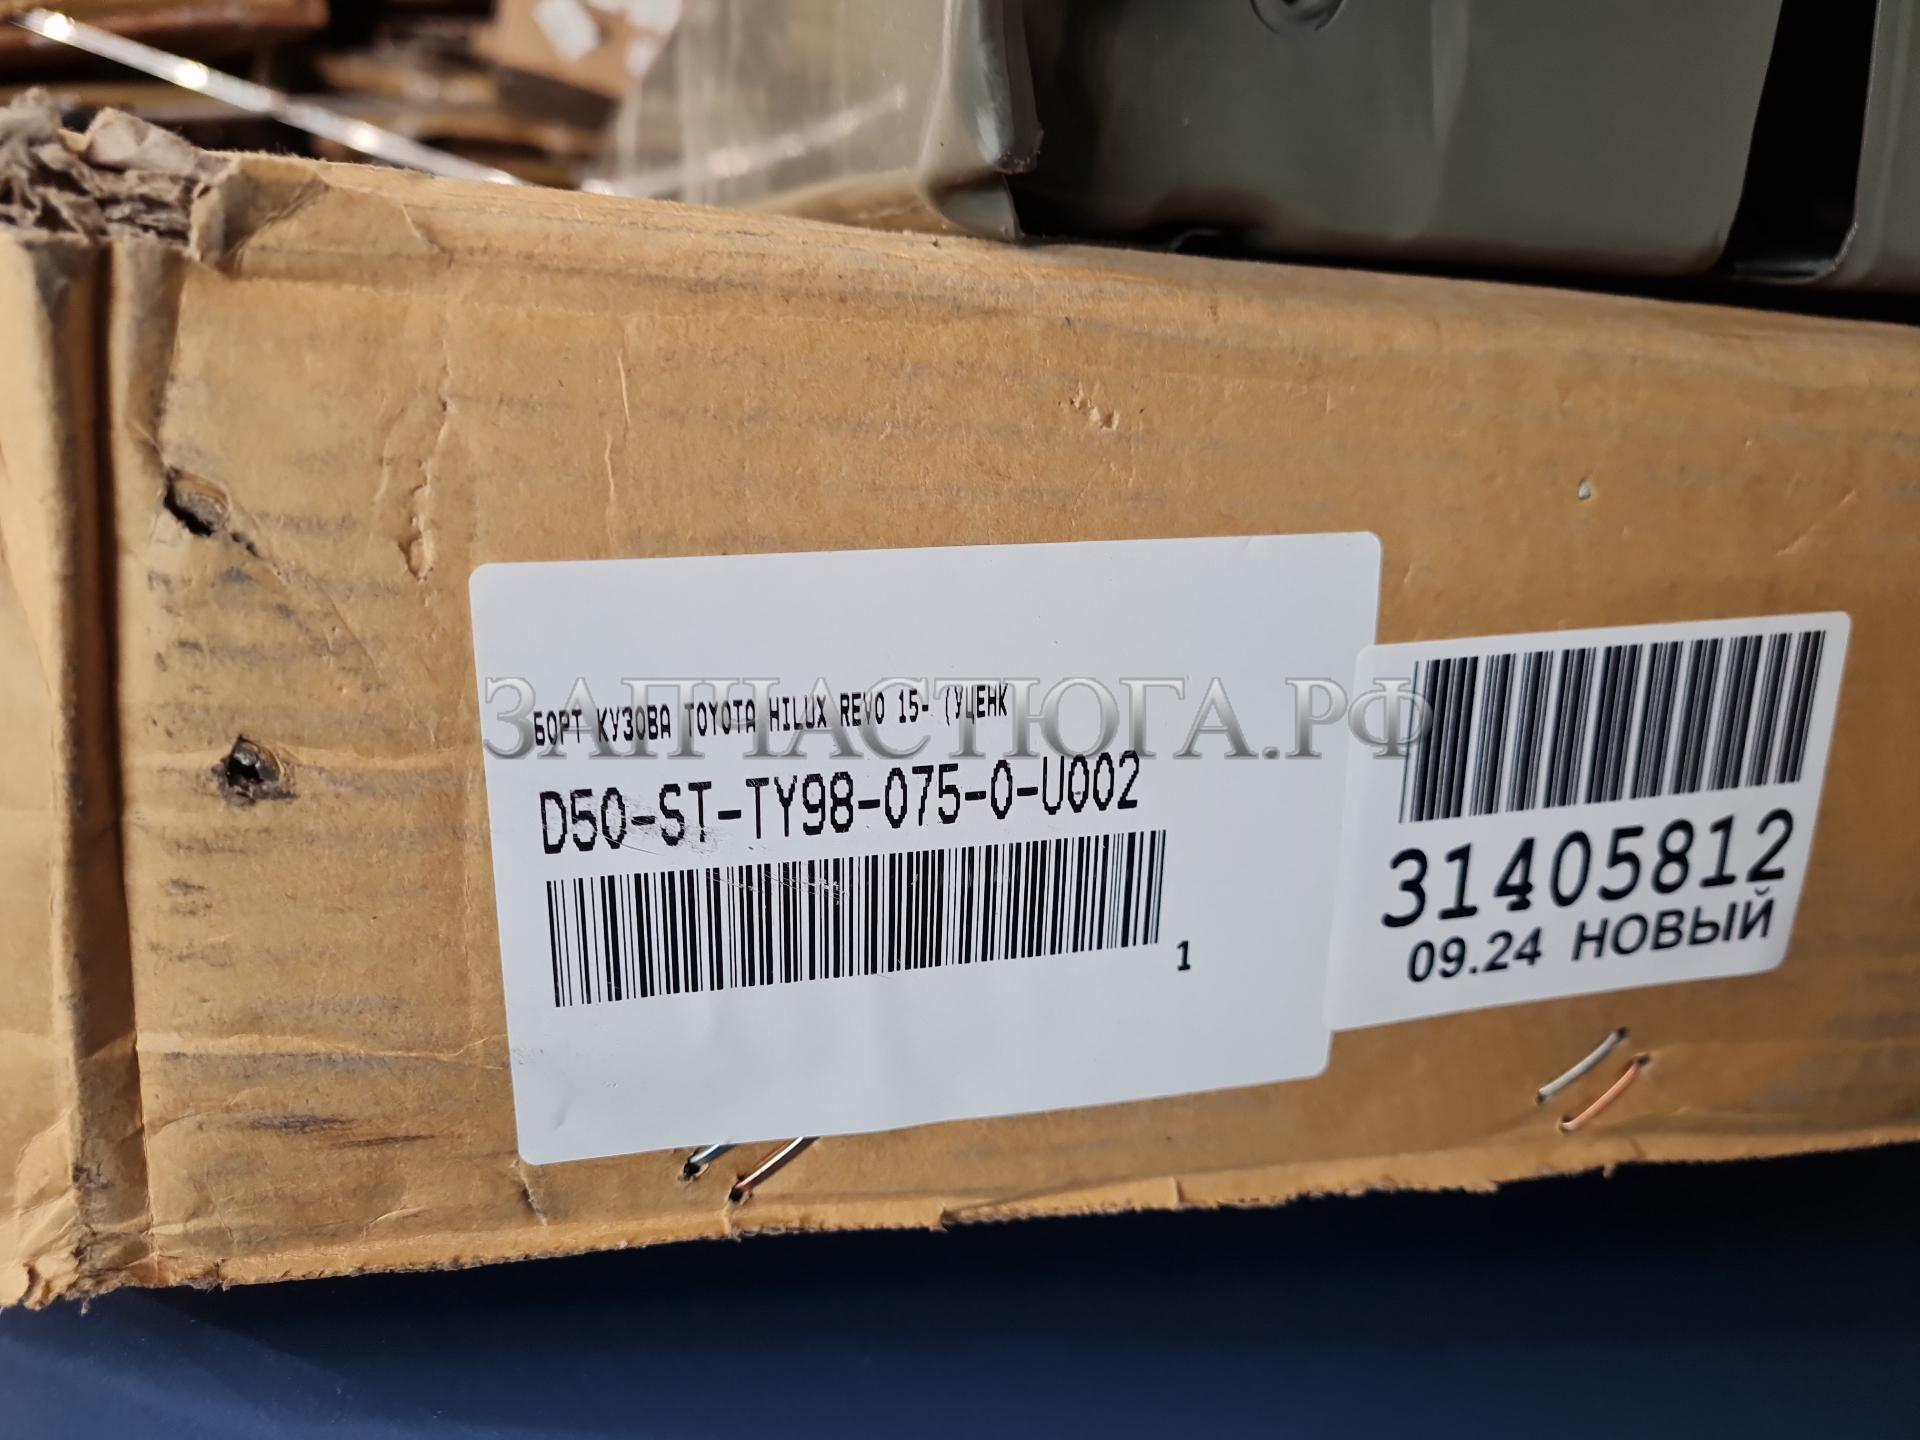 БОРТ КУЗОВА TOYOTA HILUX REVO 15- (УЦЕНК
D50-ST-TY98-075-0-U002
1
31405812
09.24 НОВЫЙ
ЗАПЧАСТЮГА.РФ